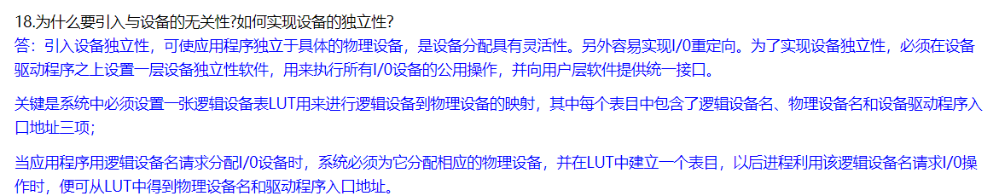 18.为什么要引入与设备的无关性?如何实现设备的独立性?
答：引入设备独立性，可使应用程序独立于具体的物理设备，是设备分配具有灵活性。另外容易实现I/0重定向。为了实现设备独立性，必须在设备
驱动程序之上设置一层设备独立性软件，用来执行所有I/0设备的公用操作，并向用户层软件提供统一接口。
关键是系统中必须设置一张逻辑设备表LUT用来进行逻辑设备到物理设备的映射，其中每个表目中包含了逻辑设备名、物理设备名和设备驱动程序入
口地址三项；
当应用程序用逻辑设备名请求分配I/0设备时，系统必须为它分配相应的物理设备，并在LUT中建立一个表目，以后进程利用该逻辑设备名请求I/0操
作时，便可从LUT中得到物理设备名和驱动程序入口地址。